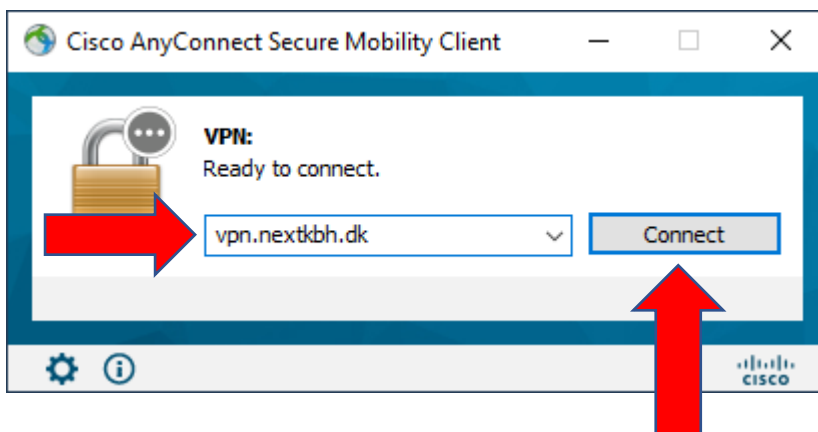 Cisco AnyConnect Secure Mobility Client
VPN:
Ready to connect.
vpn.nextkbh.dk
Connect
CISCO